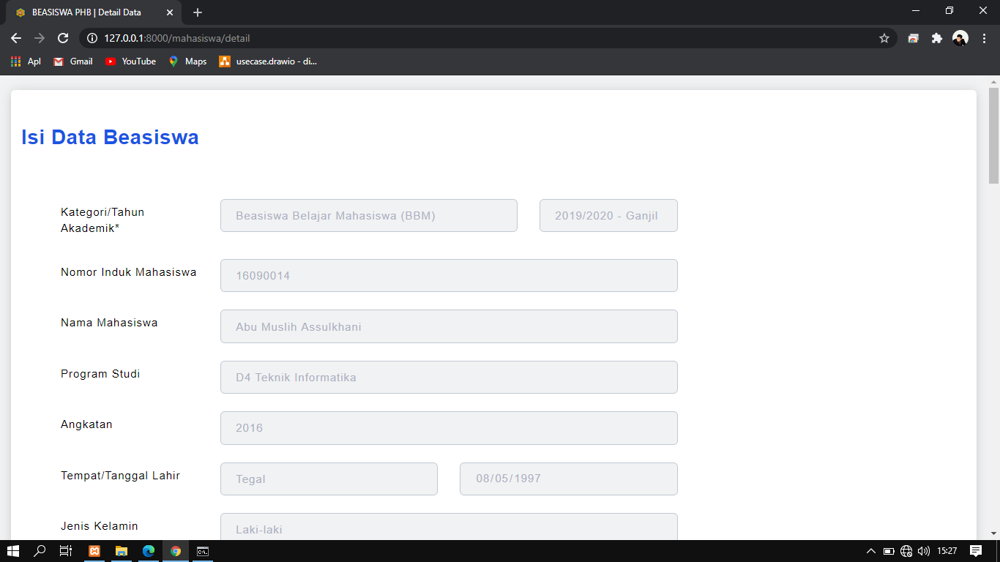 BEASISWA PHB | Detail Data
127.0.0.1:8000/mahasiswa/detail
Apl Gmail YouTube Maps usecase.drawio - di...
Isi Data Beasiswa
Kategori/Tahun Akademik* Beasiswa Belajar Mahasiswa (BBM) 2019/2020 - Ganjil
Nomor Induk Mahasiswa 16090014
Nama Mahasiswa Abu Muslih Assulkhani
Program Studi D4 Teknik Informatika
Angkatan 2016
Tempat/Tanggal Lahir Tegal 08/05/1997
Jenis Kelamin Laki-laki
15:27